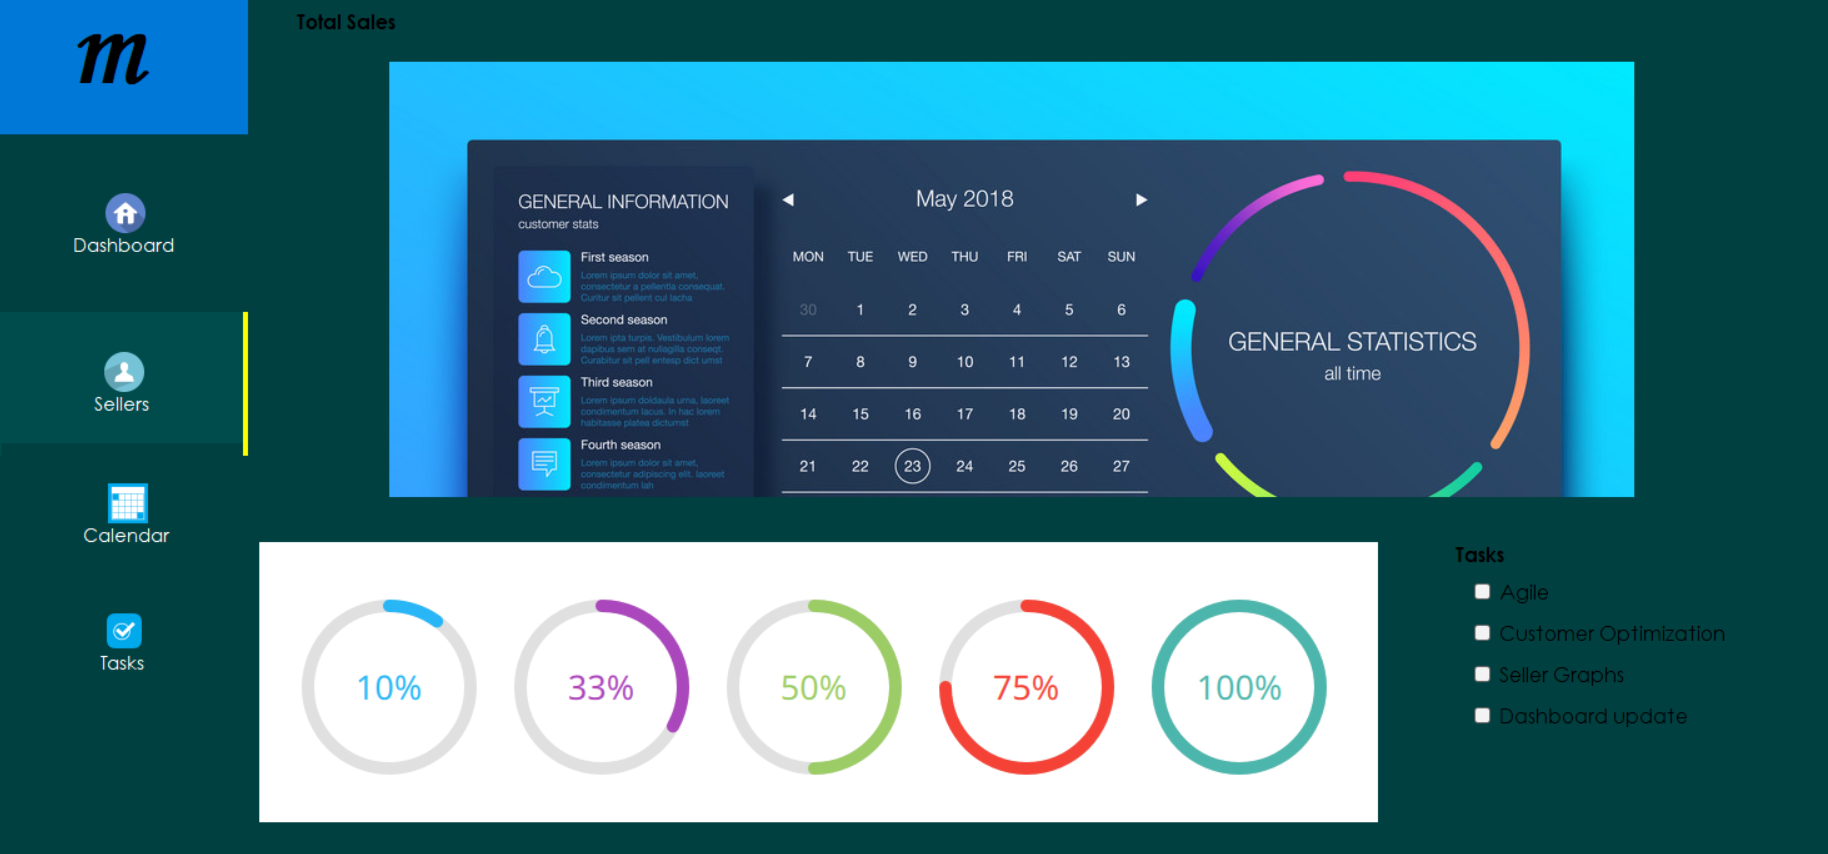 m
Total Sales
Dashboard
Sellers
Calendar
Tasks
GENERAL INFORMATION
customer stats
First season
Lorem ipsum dolor sit amet,
consectetur a pellentia consequat.
Curitur sit pellent cui lacha
Second season
Lorem ipta turpis. Vestibulum lorem
dapibus sem at nullagilla conseqt.
Curabitur sit pell entesp dict umst
Third season
Lorem ipsum doldaula urna, laoreet
condimentum lacus. In hac lorem
habitasse platea dictumst
Fourth season
Lorem ipsum dolor sit amet,
consectetur adipiscing elit. laoreet
condimentum lah
May 2018
MON TUE WED THU FRI SAT SUN
30 1 2 3 4 5 6
7 8 9 10 11 12 13
14 15 16 17 18 19 20
21 22 23 24 25 26 27
GENERAL STATISTICS
all time
10% 33% 50% 75% 100%
Tasks
Agile
Customer Optimization
Seller Graphs
Dashboard update